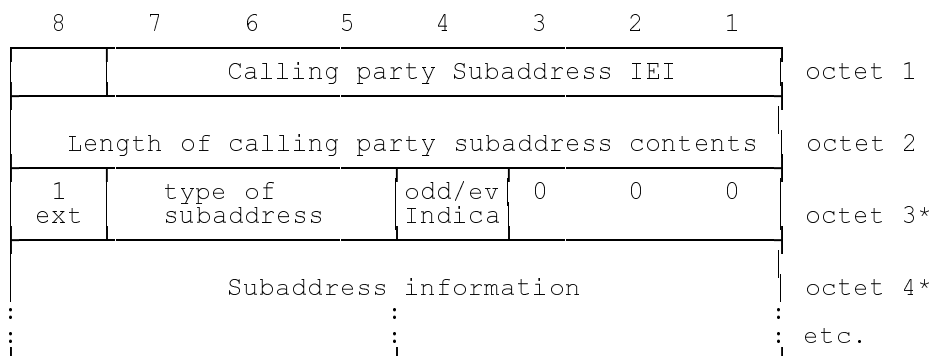 8 7 6 5 4 3 2 1
Calling party Subaddress IEI octet 1
Length of calling party subaddress contents octet 2
1 type of odd/ev 0 0 0
ext subaddress Indica octet 3*
Subaddress information octet 4*
: : :
: : : etc.